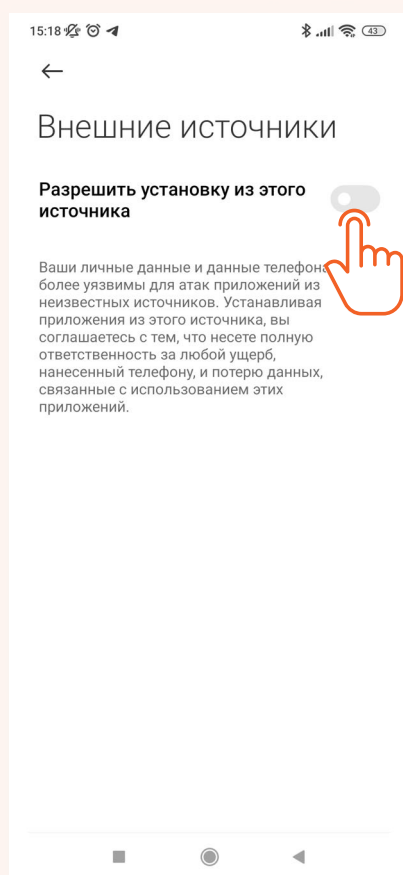 15:18
43
Внешние источники
Разрешить установку из этого
источника
Ваши личные данные и данные телефона
более уязвимы для атак приложений из
неизвестных источников. Устанавливая
приложения из этого источника, вы
соглашаетесь с тем, что несете полную
ответственность за любой ущерб,
нанесенный телефону, и потерю данных,
связанные с использованием этих
приложений.